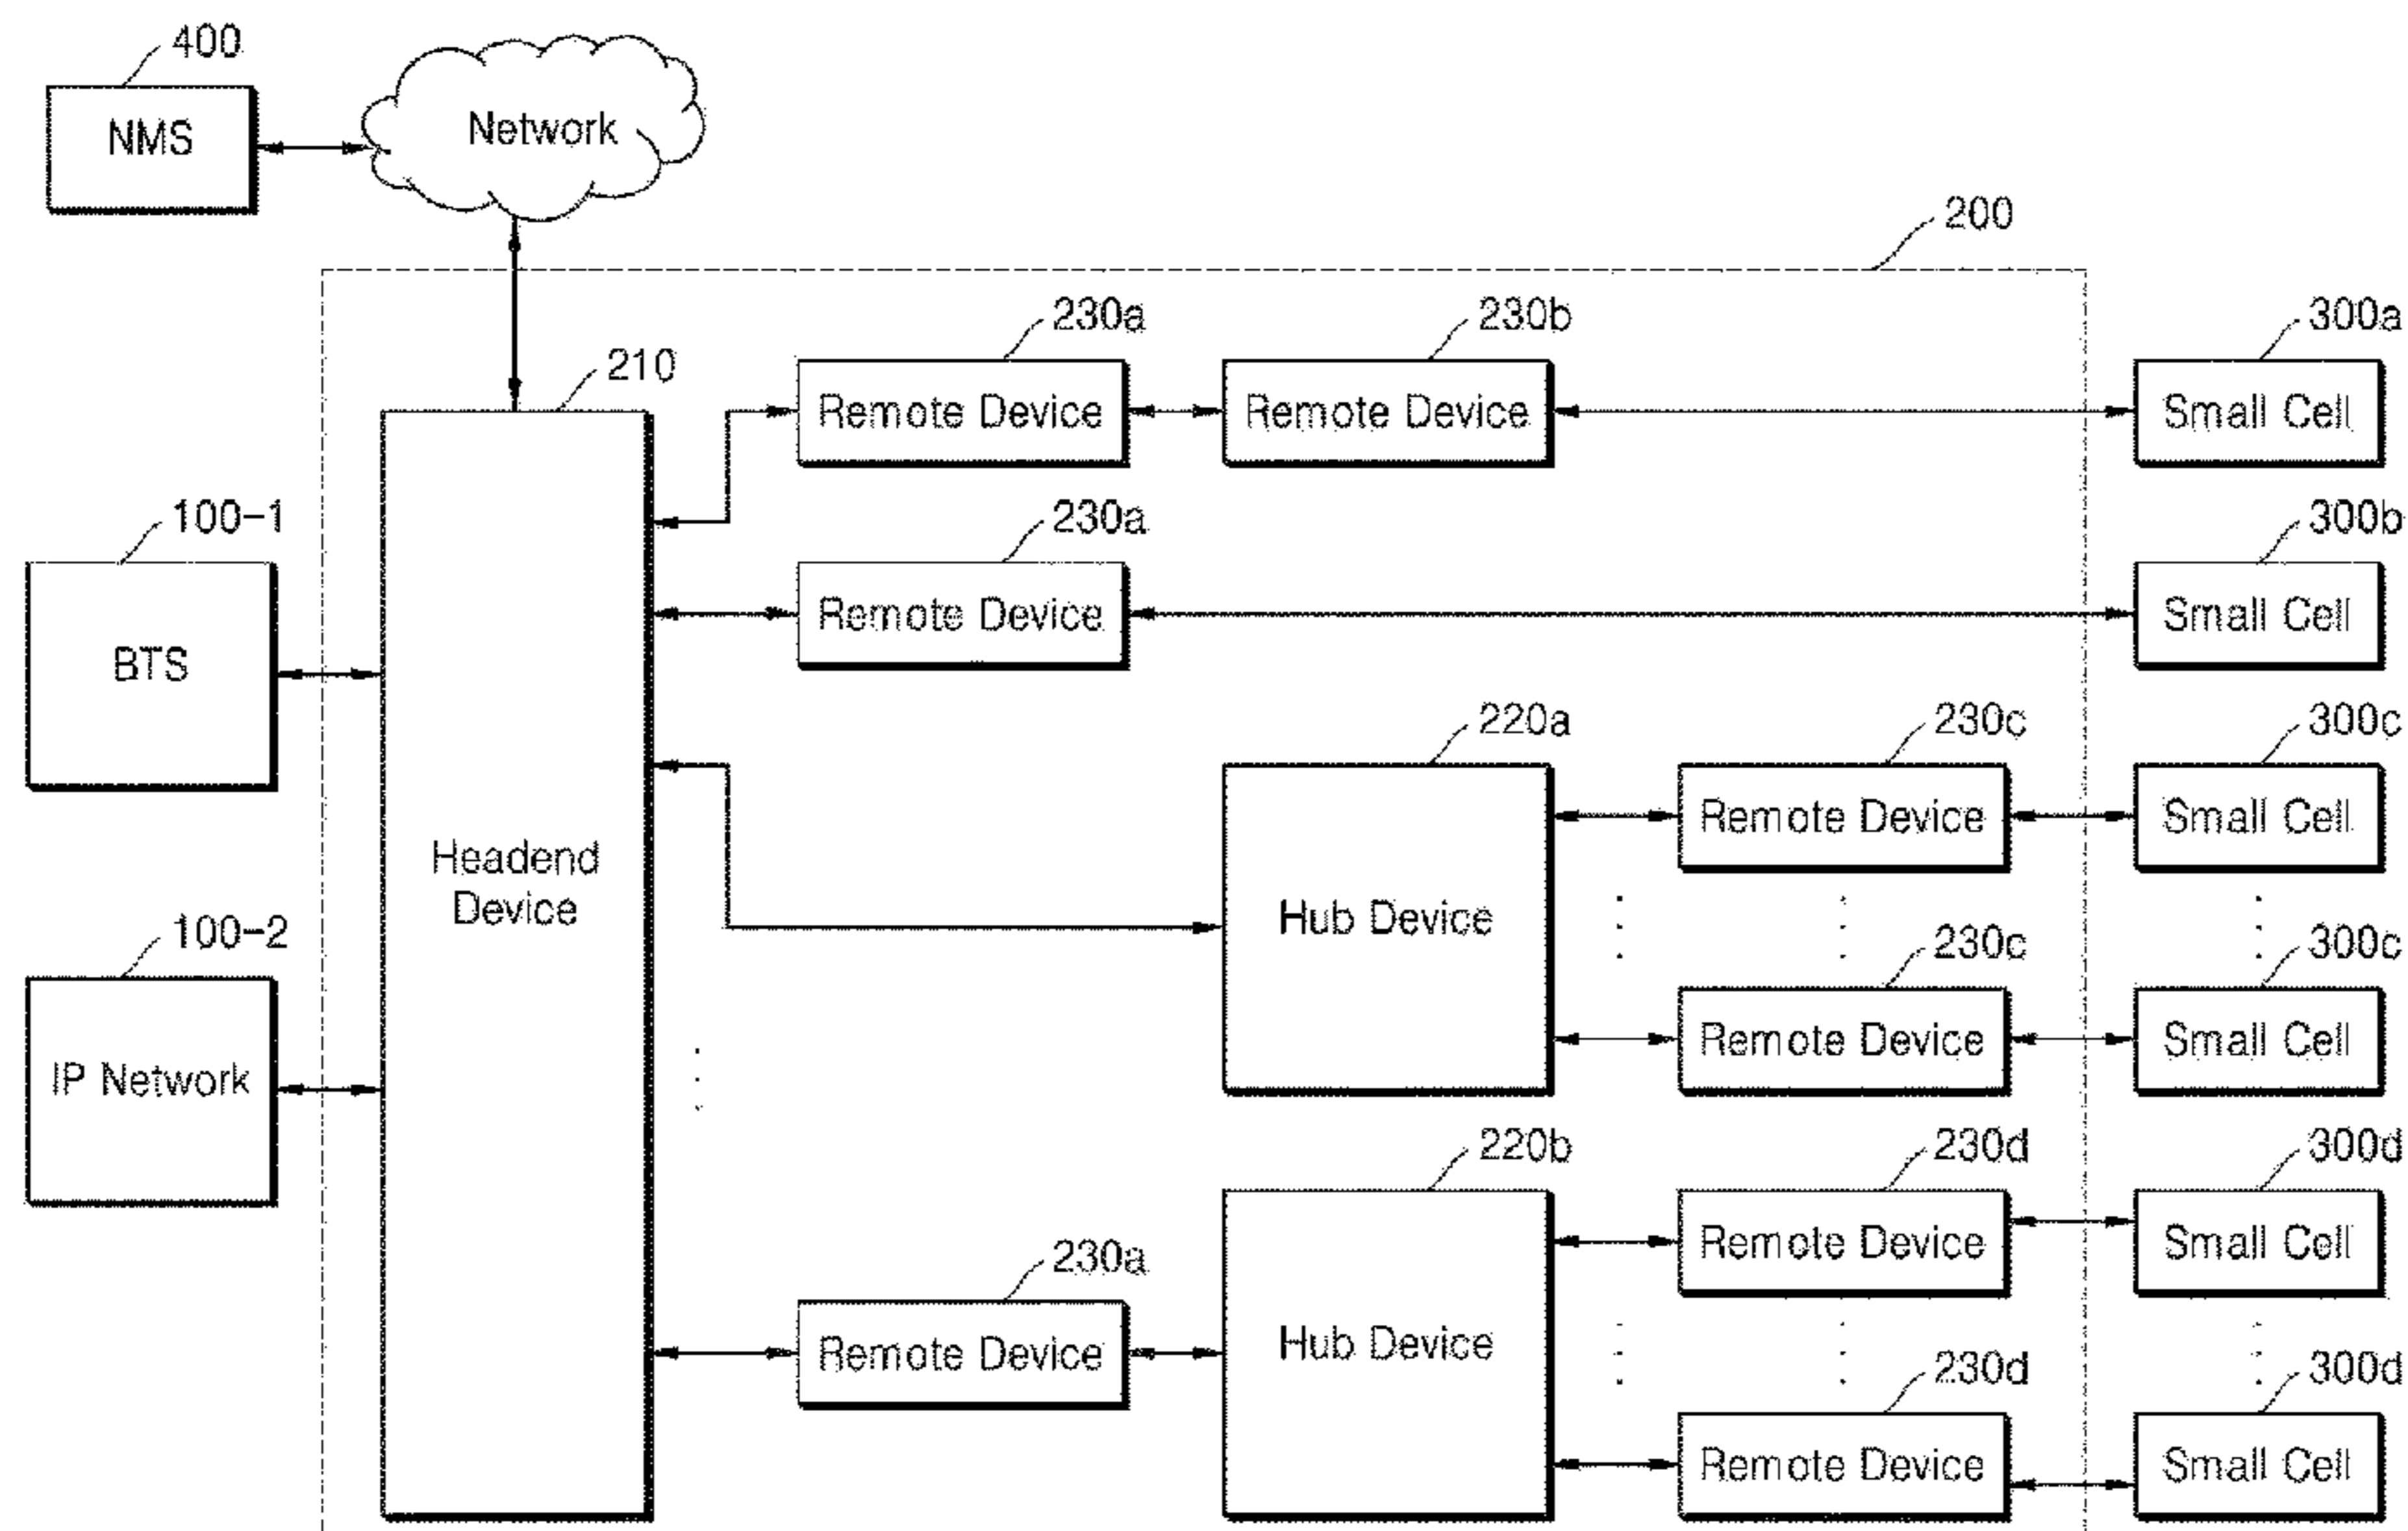 400
NMS
Network
200
230a
230b
300a
210
Remote Device
Remote Device
Small Cell
100-1
230a
300b
BTS
Remote Device
Small Cell
220a
230c
300c
Remote Device
Small Cell
Headend
Device
Hub Device
100-2
230c
300c
IP Network
Remote Device
Small Cell
220b
230d
300d
230a
Remote Device
Small Cell
Remote Device
Hub Device
230d
300d
Remote Device
Small Cell